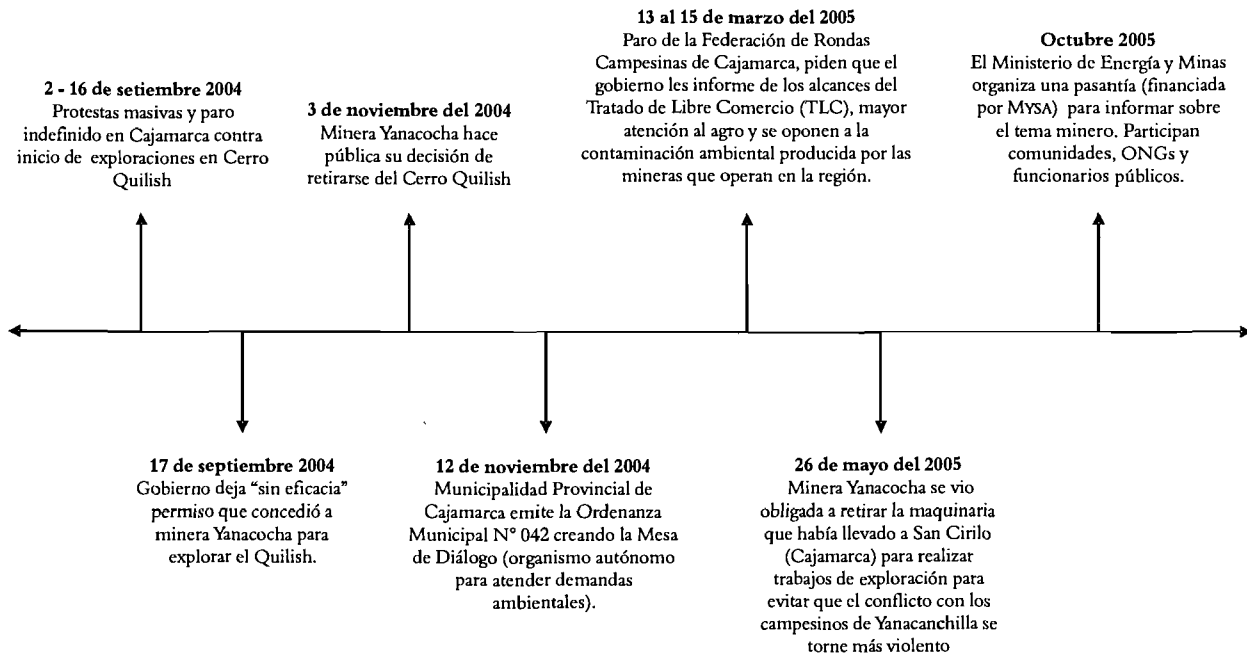 2 - 16 de setiembre 2004
Protestas masivas y paro
indefinido en Cajamarca contra
inicio de exploraciones en Cerro
Quilish
3 de noviembre del 2004
Minera Yanacocha hace
pública su decisión de
retirarse del Cerro Quilish
13 al 15 de marzo del 2005
Paro de la Federación de Rondas
Campesinas de Cajamarca, piden que el
gobierno les informe de los alcances del
Tratado de Libre Comercio (TLC), mayor
atención al agro y se oponen a la
contaminación ambiental producida por las
mineras que operan en la región.
Octubre 2005
El Ministerio de Energía y Minas
organiza una pasantía (financiada
por MYSA) para informar sobre
el tema minero. Participan
comunidades, ONGs y
funcionarios públicos.
17 de septiembre 2004
Gobierno deja “sin eficacia”
permiso que concedió a
minera Yanacocha para
explorar el Quilish.
12 de noviembre del 2004
Municipalidad Provincial de
Cajamarca emite la Ordenanza
Municipal N° 042 creando la Mesa
de Diálogo (organismo autónomo
para atender demandas
ambientales).
26 de mayo del 2005
Minera Yanacocha se vio
obligada a retirar la maquinaria
que había llevado a San Cirilo
(Cajamarca) para realizar
trabajos de exploración para
evitar que el conflicto con los
campesinos de Yanacanchilla se
torne más violento